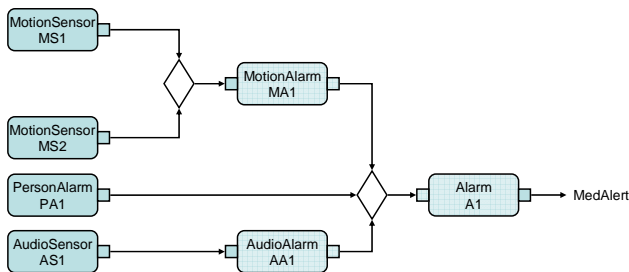 MotionSensor
MS1
MotionSensor
MS2
MotionAlarm
MA1
PersonAlarm
PA1
Alarm
A1
MedAlert
AudioSensor
AS1
AudioAlarm
AA1